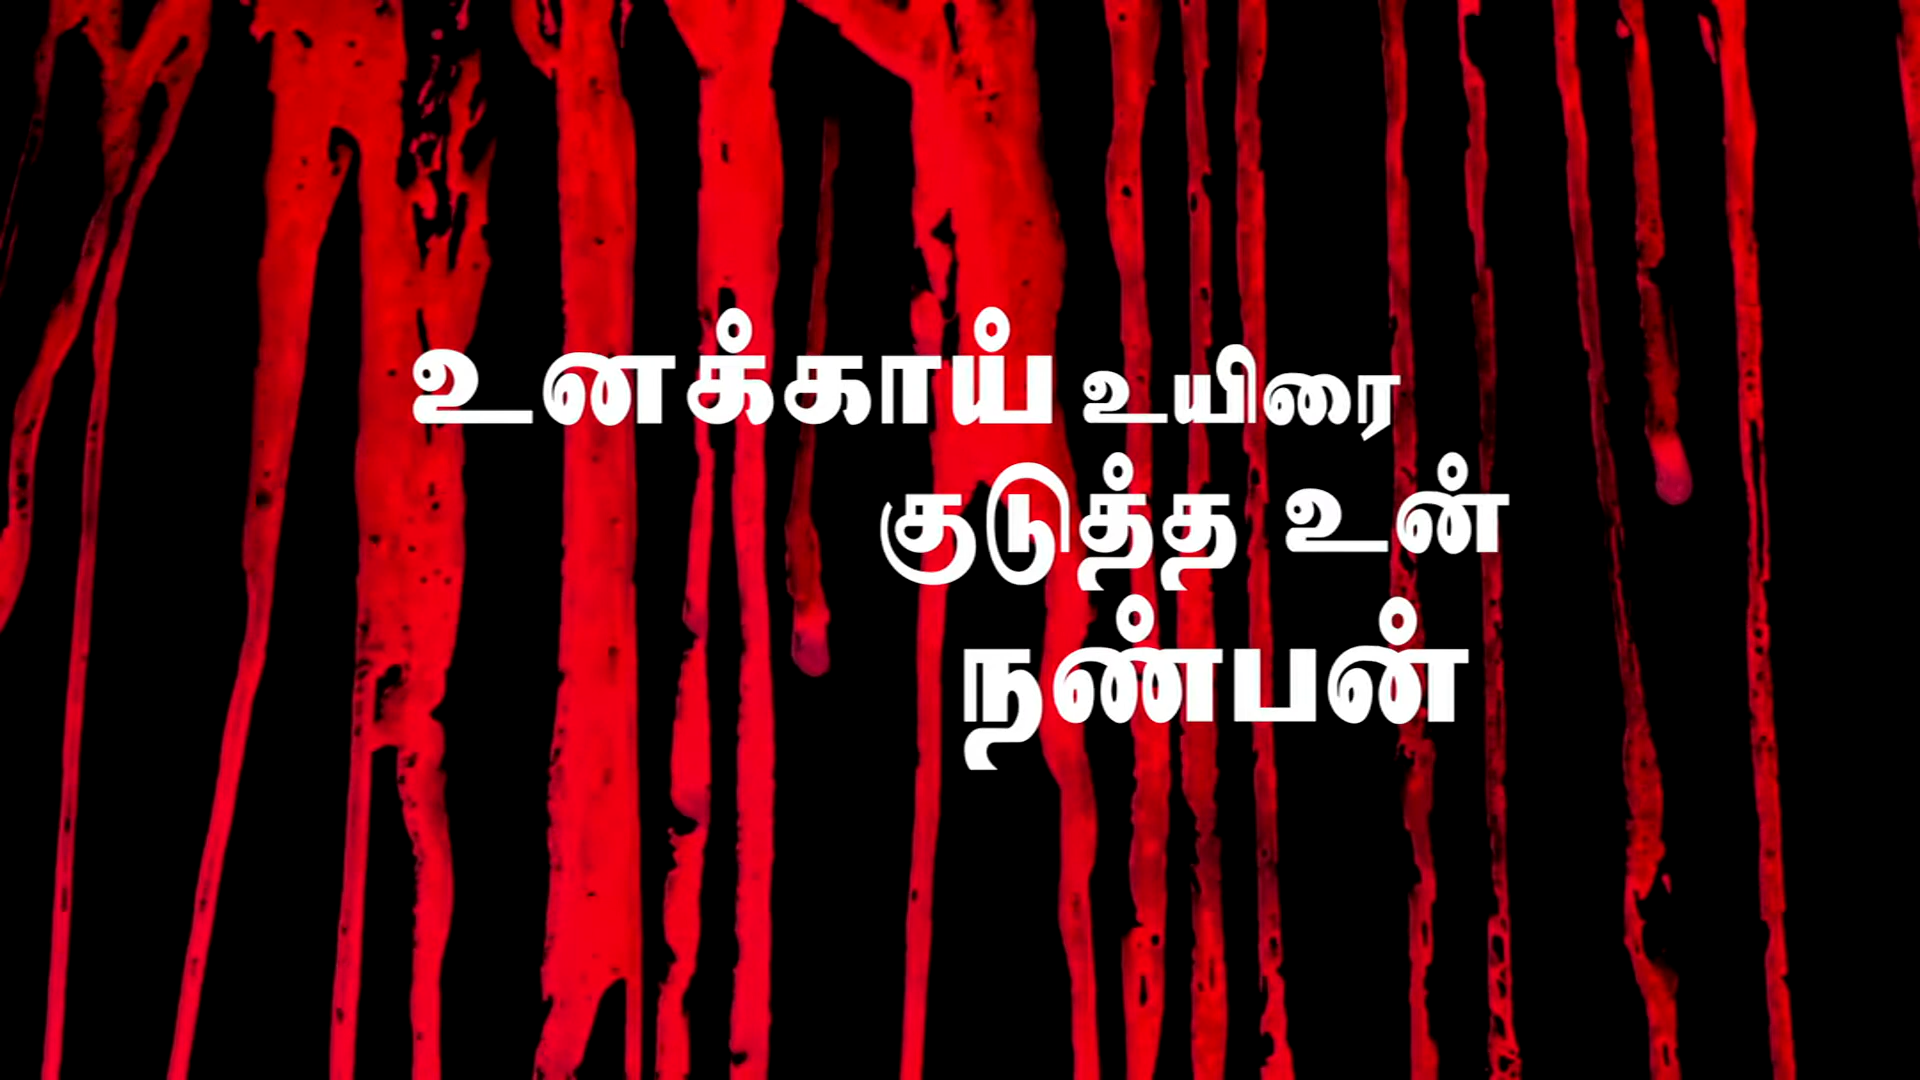 உனக்காய் உயிரை
குடுத்த உன்
நண்பன்